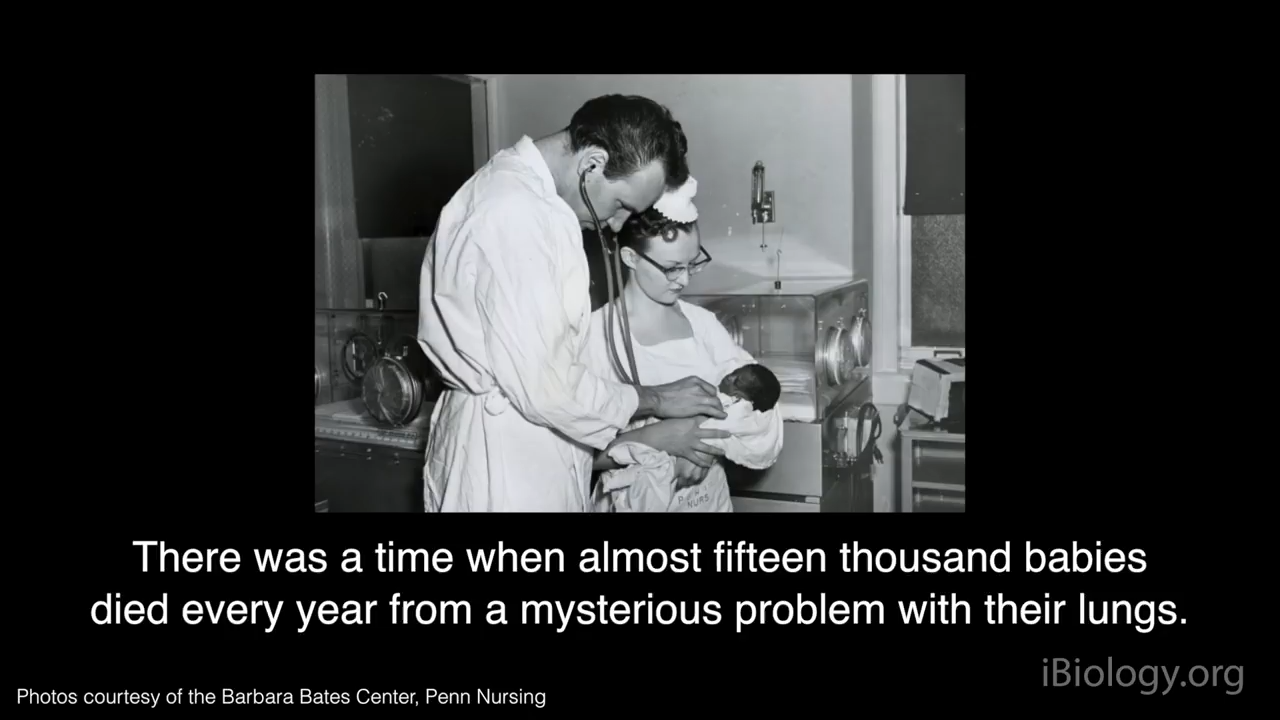 There was a time when almost fifteen thousand babies
died every year from a mysterious problem with their lungs.
iBiology.org
Photos courtesy of the Barbara Bates Center, Penn Nursing